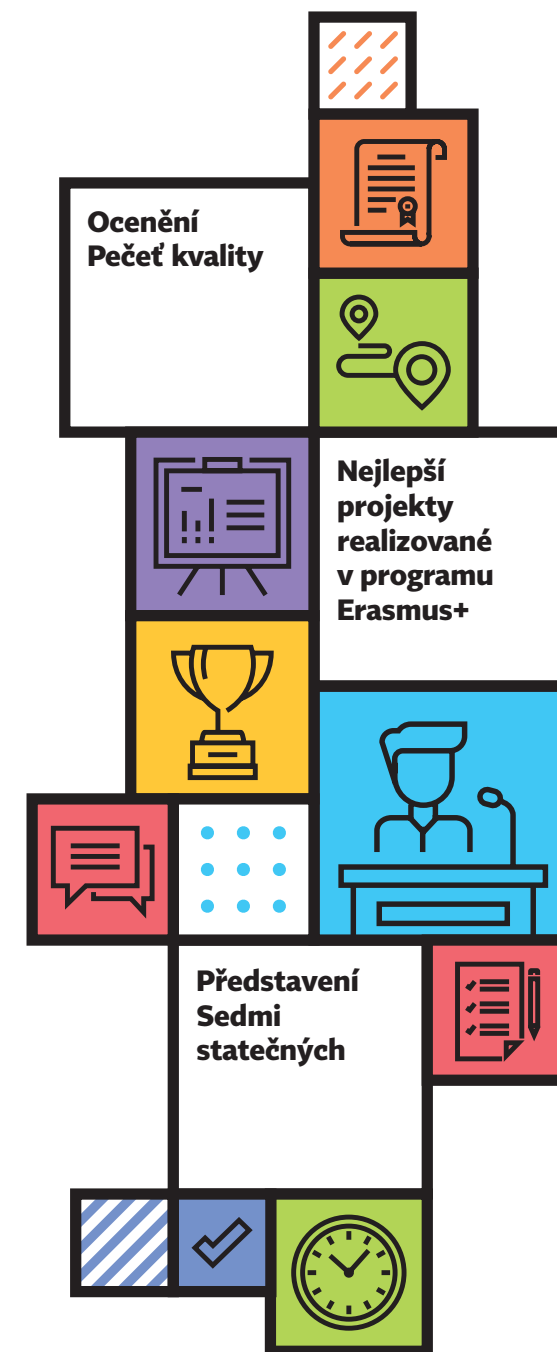 Ocenění
Pečeť kvality
Nejlepší
projekty
realizované
v programu
Erasmus+
Představení
Sedmi
statečných